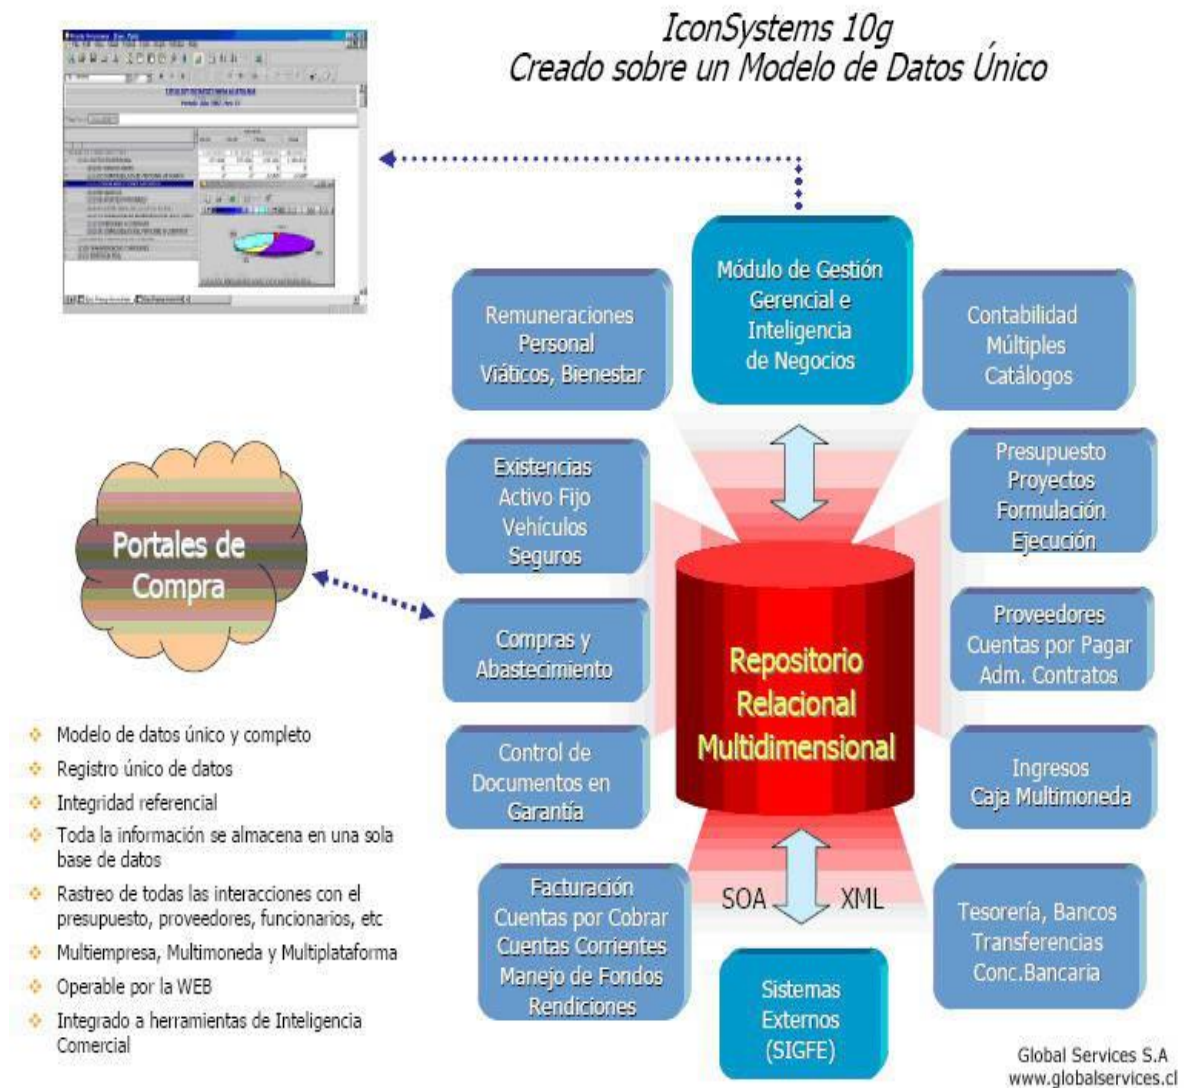 IconSystems 10g
Creado sobre un Modelo de Datos Único
Módulo de Gestión
Gerencial e
Inteligencia
de Negocios
Remuneraciones
Personal
Viáticos, Bienestar
Contabilidad
Múltiples
Catálogos
Existencias
Activo Fijo
Vehículos
Seguros
Presupuesto
Proyectos
Formulación
Ejecución
Portales de
Compra
Compras y
Abastecimiento
Repositorio
Relacional
Multidimensional
Proveedores
Cuentas por Pagar
Adm. Contratos
Control de
Documentos en
Garantía
Ingresos
Caja Multimoneda
Modelo de datos único y completo
Registro único de datos
Integridad referencial
Toda la información se almacena en una sola
base de datos
Rastreo de todas las interacciones con el
presupuesto, proveedores, funcionarios, etc
Multiempresa, Multimoneda y Multiplataforma
Operable por la WEB
Integrado a herramientas de Inteligencia
Comercial
Facturación
Cuentas por Cobrar
Cuentas Corrientes
Manejo de Fondos
Rendiciones
SOA
XML
Tesorería, Bancos
Transferencias
Conc.Bancaria
Sistemas
Externos
(SIGFE)
Global Services S.A
www.globalservices.cl